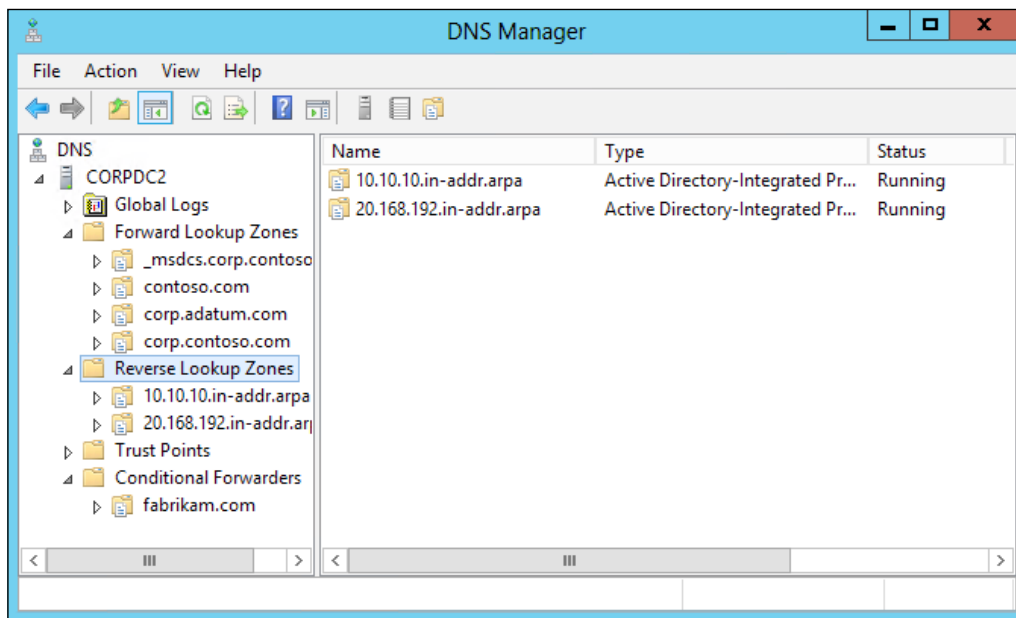 DNS Manager
File Action View Help
DNS
CORPDC2
Global Logs
Forward Lookup Zones
_msdcs.corp.contoso
contoso.com
corp.adatum.com
corp.contoso.com
Reverse Lookup Zones
10.10.10.in-addr.arpa
20.168.192.in-addr.arp
Trust Points
Conditional Forwarders
fabrikam.com
Name Type Status
10.10.10.in-addr.arpa Active Directory-Integrated Pr... Running
20.168.192.in-addr.arpa Active Directory-Integrated Pr... Running